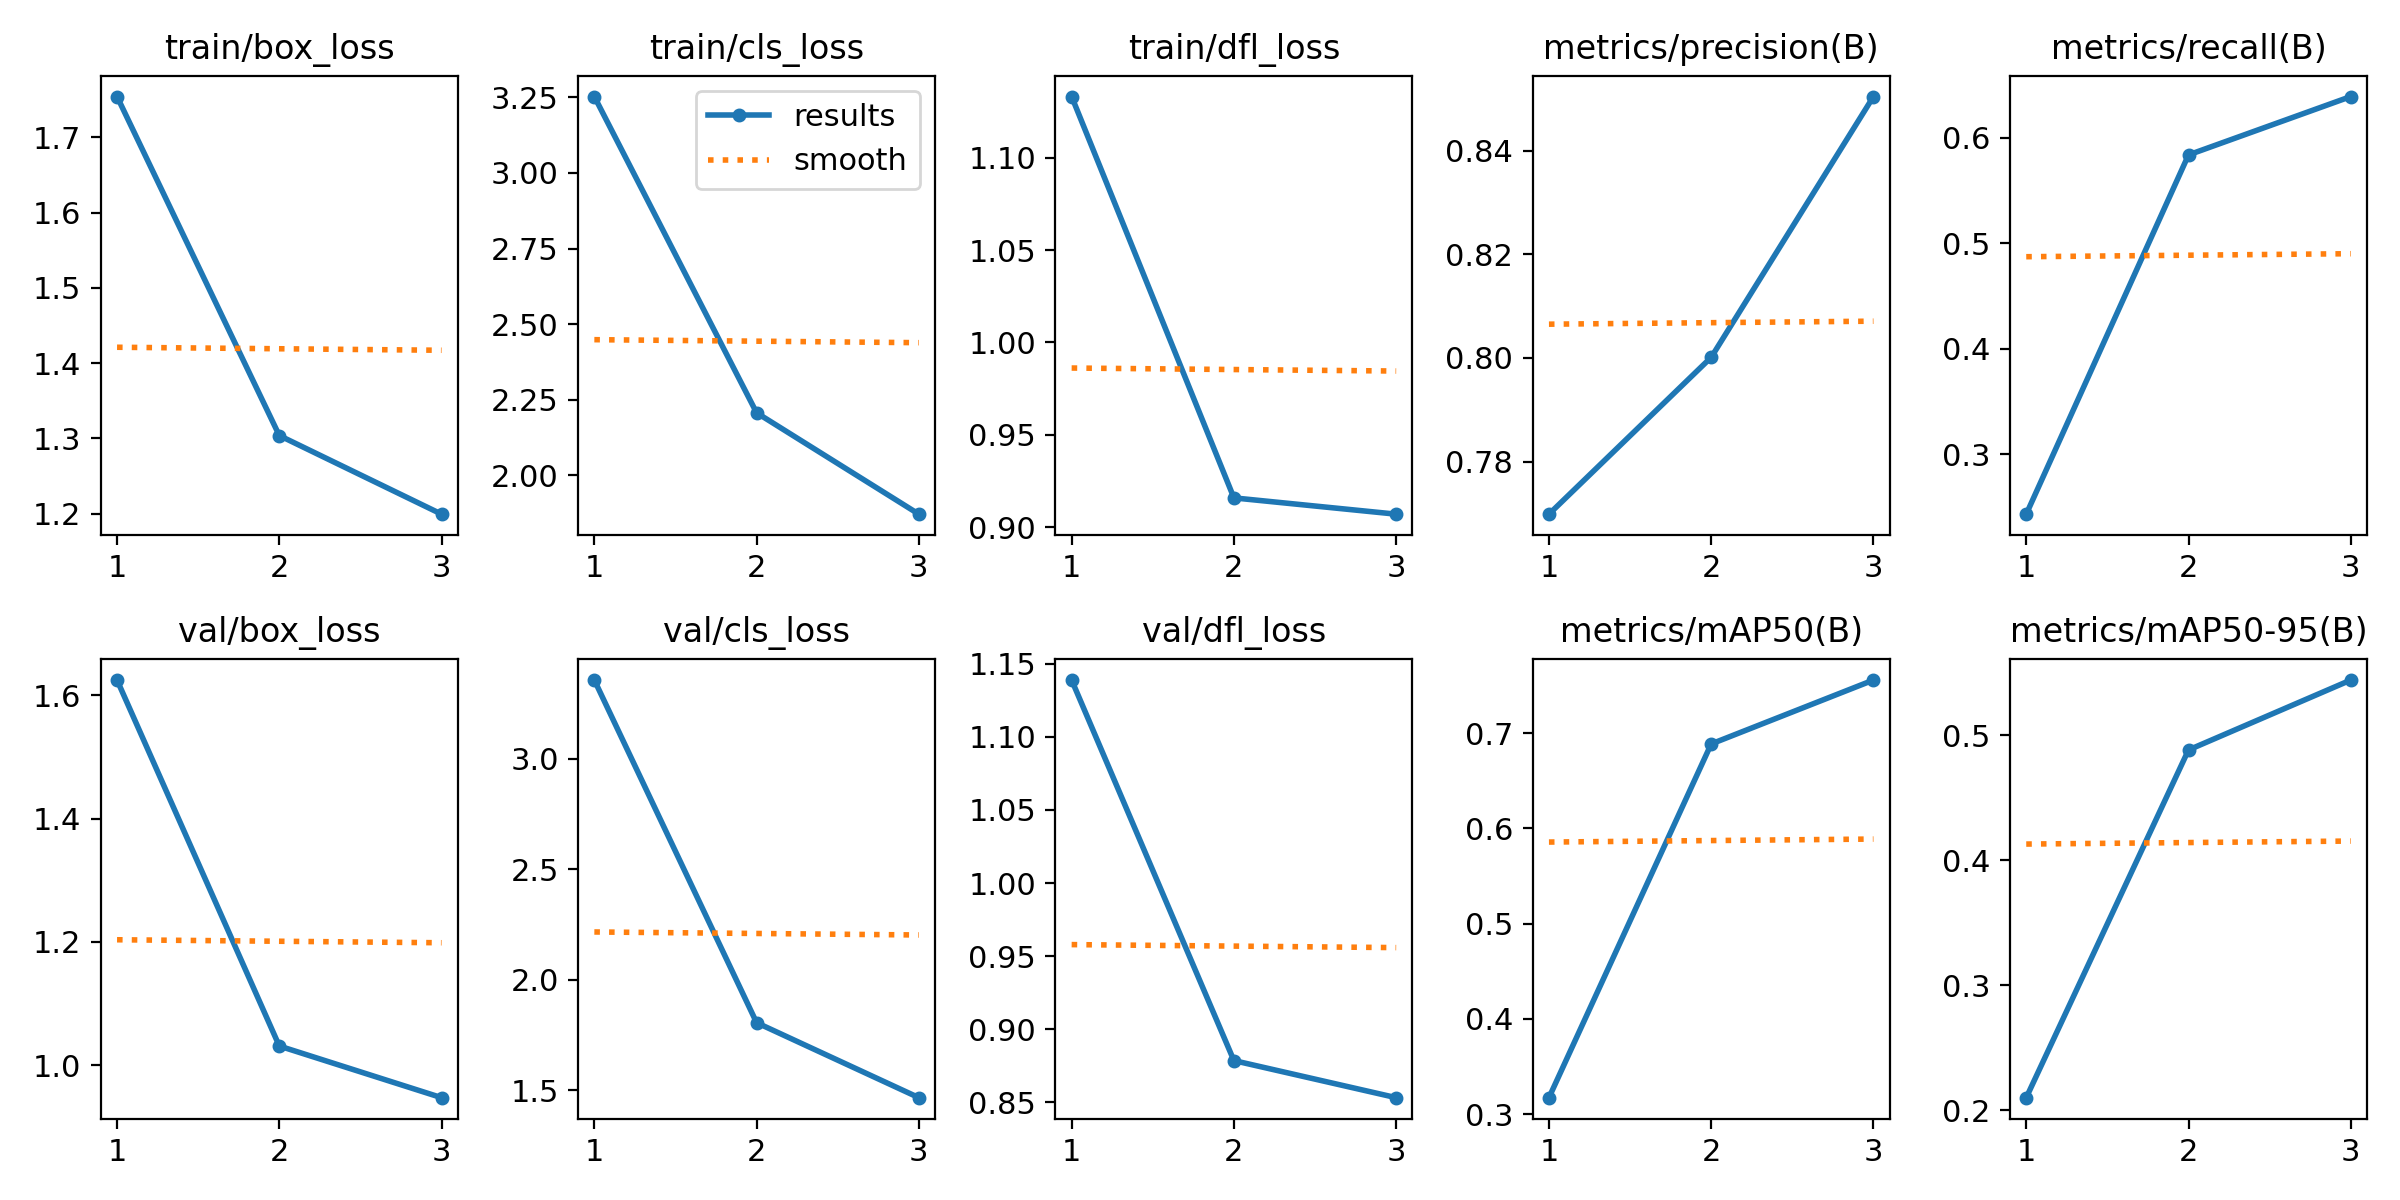 train/box_loss
1.7
1.6
1.5
1.4
1.3
1.2
1 2 3
train/cls_loss
results
smooth
3.25
3.00
2.75
2.50
2.25
2.00
1 2 3
train/dfl_loss
1.10
1.05
1.00
0.95
0.90
1 2 3
metrics/precision(B)
0.84
0.82
0.80
0.78
1 2 3
metrics/recall(B)
0.6
0.5
0.4
0.3
1 2 3
val/box_loss
1.6
1.4
1.2
1.0
1 2 3
val/cls_loss
3.0
2.5
2.0
1.5
1 2 3
val/dfl_loss
1.15
1.10
1.05
1.00
0.95
0.90
0.85
1 2 3
metrics/mAP50(B)
0.7
0.6
0.5
0.4
0.3
1 2 3
metrics/mAP50-95(B)
0.5
0.4
0.3
0.2
1 2 3